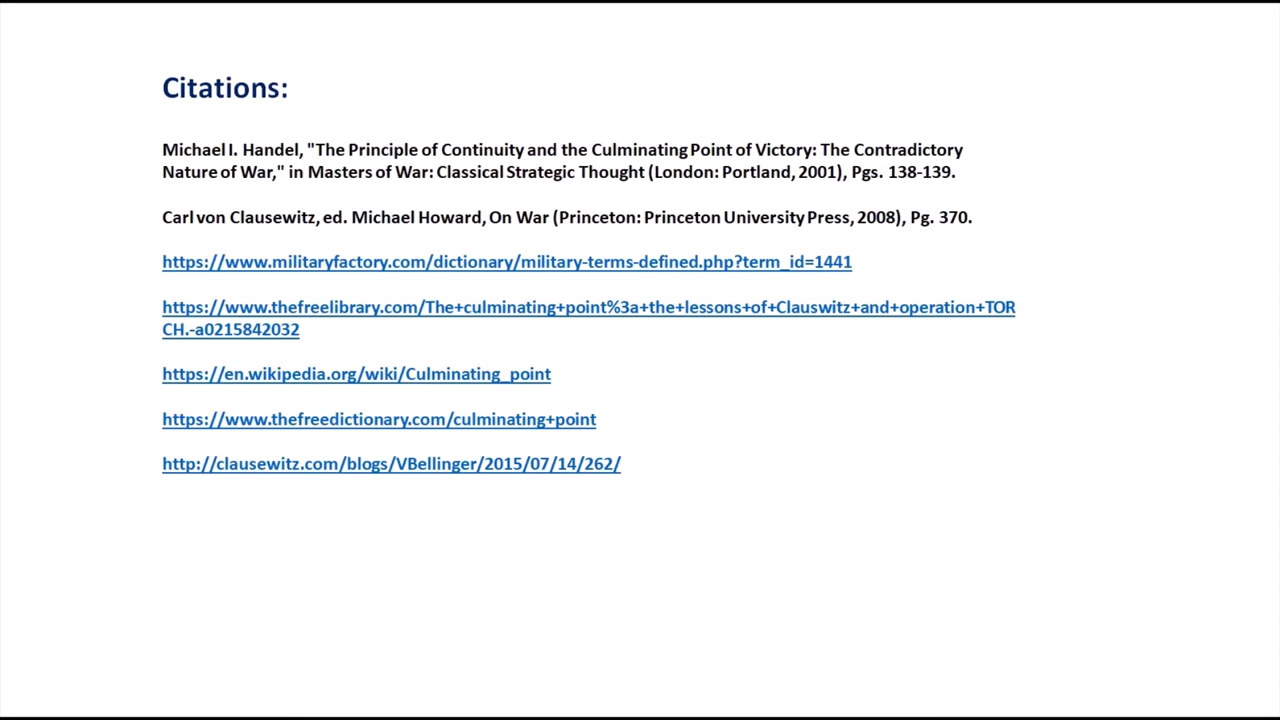 Citations:
Michael I. Handel, "The Principle of Continuity and the Culminating Point of Victory: The Contradictory
Nature of War," in Masters of War: Classical Strategic Thought (London: Portland, 2001), Pgs. 138-139.
Carl von Clausewitz, ed. Michael Howard, On War (Princeton: Princeton University Press, 2008), Pg. 370.
https://www.militaryfactory.com/dictionary/military-terms-defined.php?term_id=1441
https://www.thefreelibrary.com/The+culminating+point%3a+the+lessons+of+Clauswitz+and+operation+TOR
CH.-a0215842032
https://en.wikipedia.org/wiki/Culminating_point
https://www.thefreedictionary.com/culminating+point
http://clausewitz.com/blogs/VBellinger/2015/07/14/262/